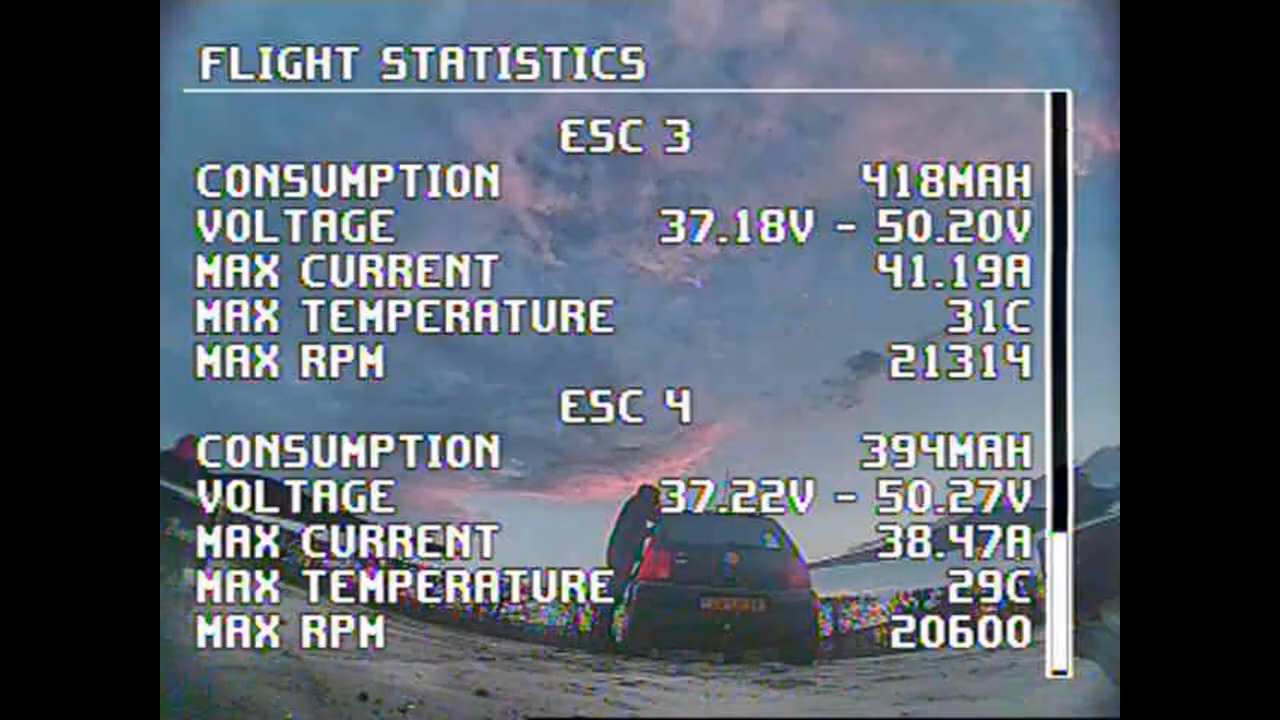 FLIGHT STATISTICS
ESC 3
CONSUMPTION 418MAH
VOLTAGE 37.18V - 50.20V
MAX CURRENT 41.19A
MAX TEMPERATURE 31C
MAX RPM 21314
ESC 4
CONSUMPTION 394MAH
VOLTAGE 37.22V - 50.27V
MAX CURRENT 38.47A
MAX TEMPERATURE 29C
MAX RPM 20600